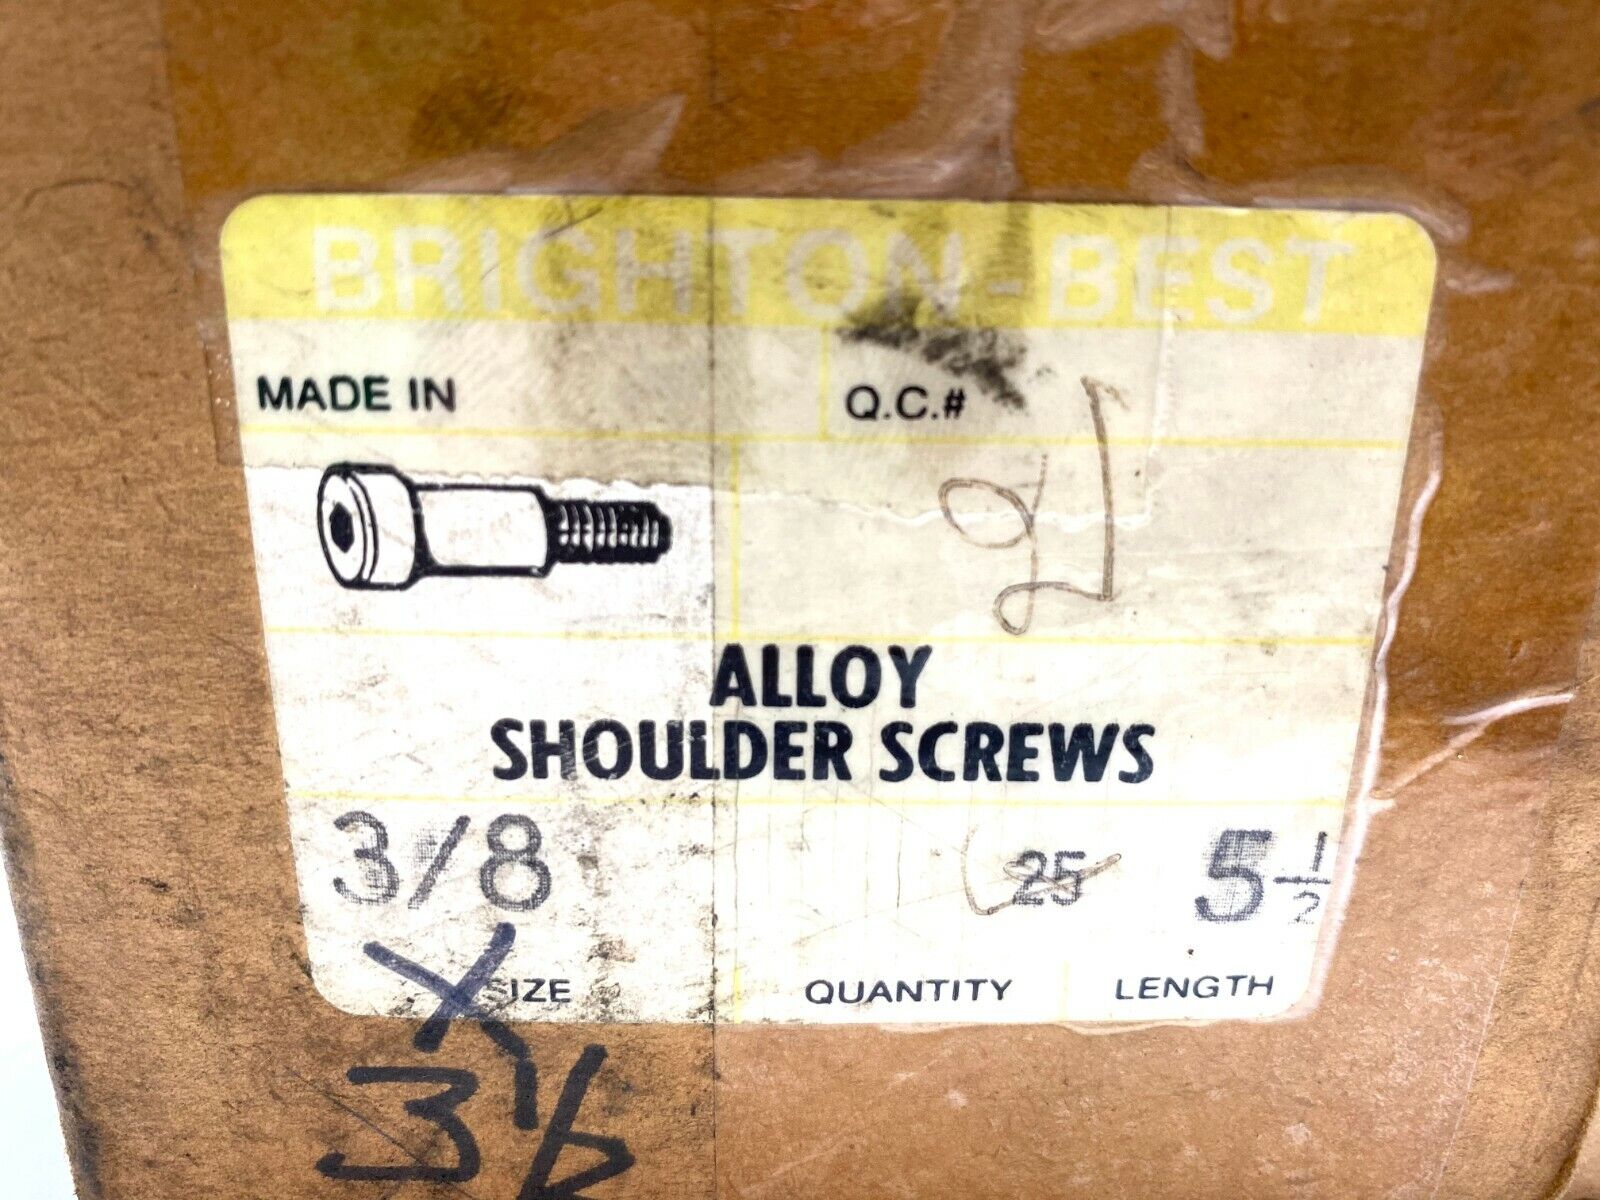 BRIGHTON-BEST
MADE IN
Q.C.#
ALLOY
SHOULDER SCREWS
3/8
25
5 1/2
SIZE
QUANTITY
LENGTH
X
3 1/2